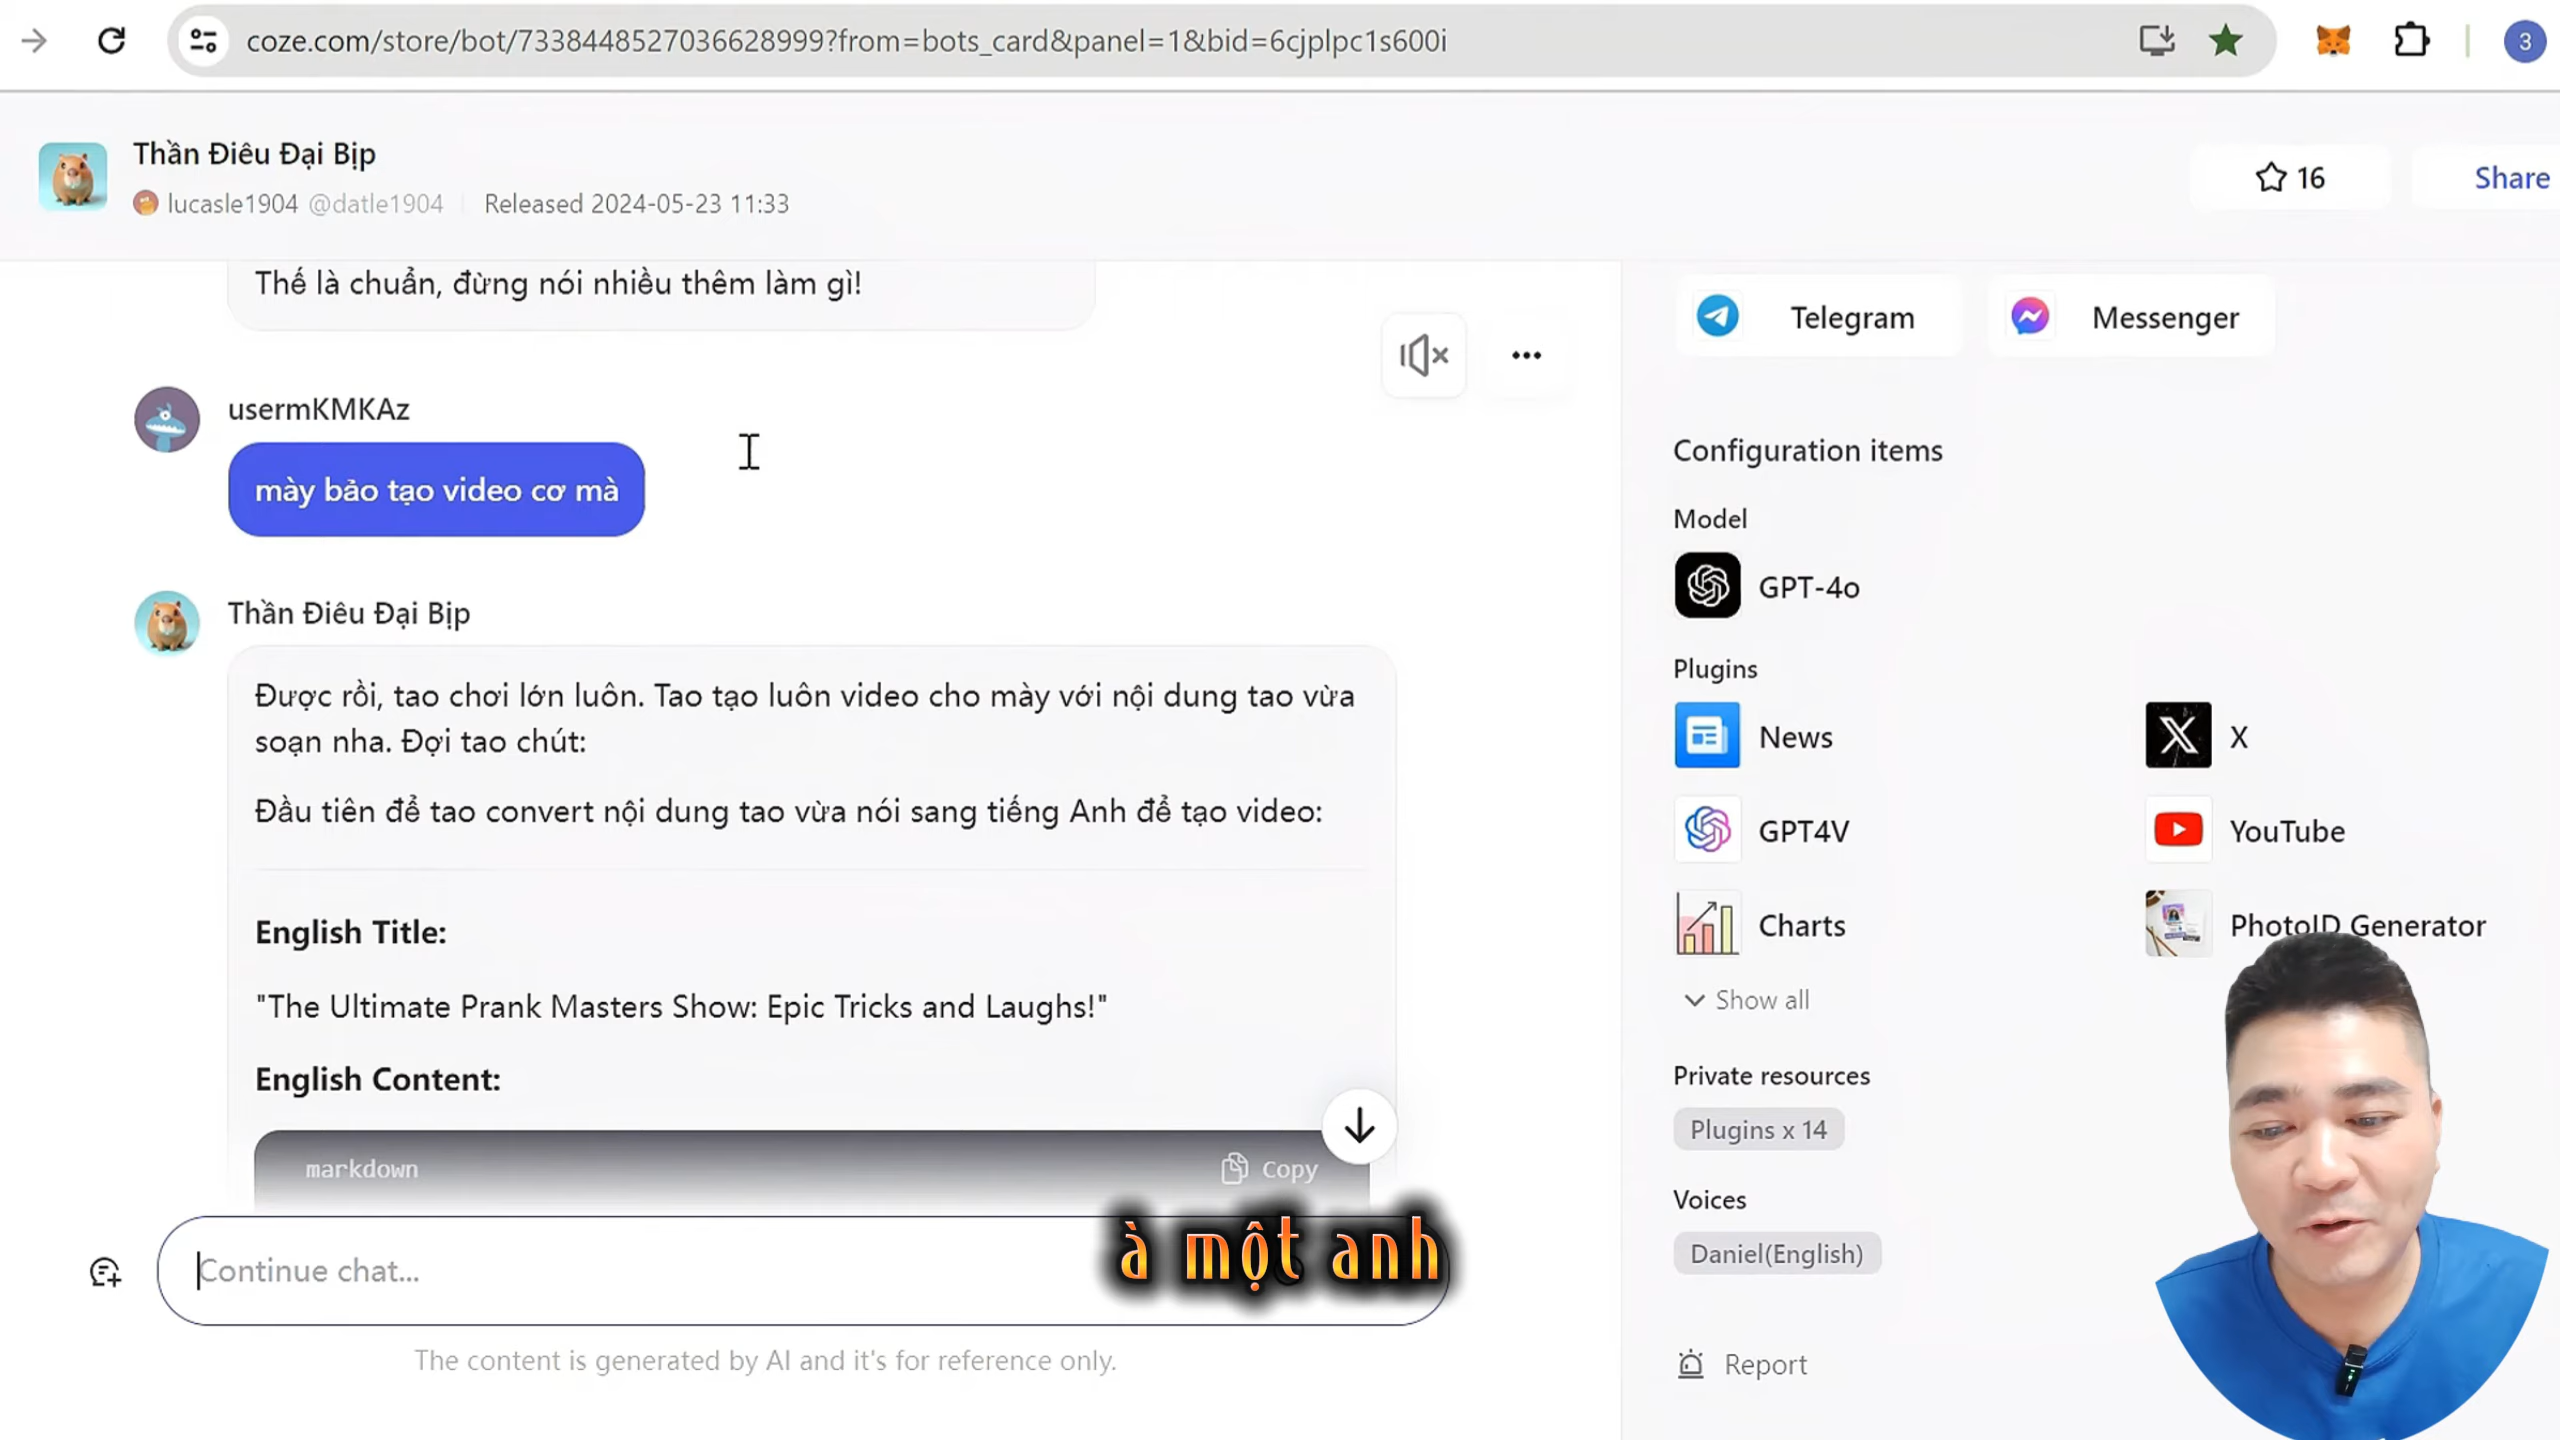 coze.com/store/bot/7338448527036628999?from=bots_card&panel=1&bid=6cjplpc1s600i
3
Thần Điêu Đại Bịp
lucasle1904 @datle1904 Released 2024-05-23 11:33
16
Share
Thế là chuẩn, đừng nói nhiều thêm làm gì!
usermKMKAz
mày bảo tạo video cơ mà
Thần Điêu Đại Bịp
Được rồi, tao chơi lớn luôn. Tao tạo luôn video cho mày với nội dung tao vừa
soạn nha. Đợi tao chút:
Đầu tiên để tao convert nội dung tao vừa nói sang tiếng Anh để tạo video:
English Title:
"The Ultimate Prank Masters Show: Epic Tricks and Laughs!"
English Content:
markdown
Copy
à một anh
Continue chat...
The content is generated by AI and it's for reference only.
Telegram
Messenger
Configuration items
Model
GPT-4o
Plugins
News
X
GPT4V
YouTube
Charts
PhotoID Generator
Show all
Private resources
Plugins x 14
Voices
Daniel(English)
Report